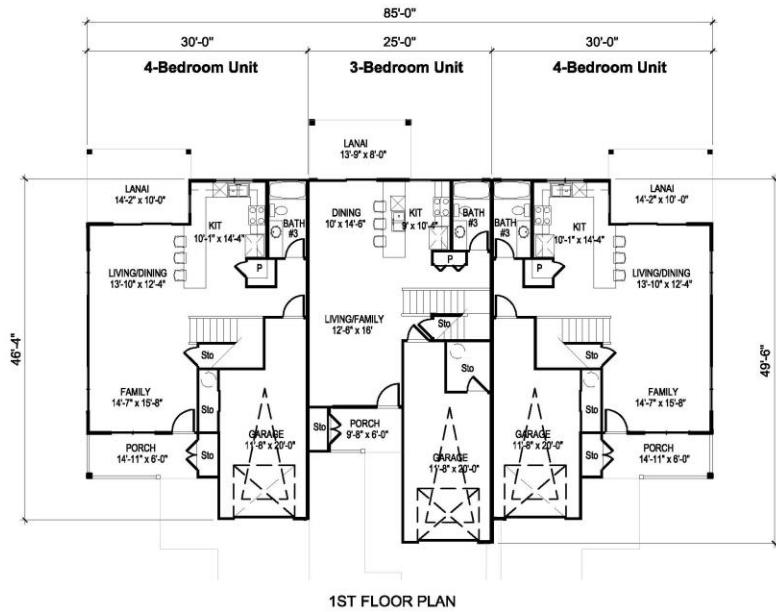 85'-0"
30'-0"
25'-0"
30'-0"
4-Bedroom Unit
3-Bedroom Unit
4-Bedroom Unit
LANAI
13'-9" x 8'-0"
LANAI
14'-2" x 10'-0"
KIT
10'-1" x 14'-4"
BATH
#3
DINING
10' x 14'-6"
KIT
9' x 10'-4"
BATH
#3
BATH
#3
KIT
10'-1" x 14'-4"
LANAI
14'-2" x 10'-0"
P
P
P
LIVING/DINING
13'-10" x 12'-4"
LIVING/DINING
13'-10" x 12'-4"
LIVING/FAMILY
12'-6" x 16'
Sto
46'-4"
49'-6"
Sto
Sto
Sto
FAMILY
14'-7" x 15'-8"
FAMILY
14'-7" x 15'-8"
Sto
Sto
GARAGE
11'-8" x 20'-0"
Sto
PORCH
9'-8" x 6'-0"
GARAGE
11'-8" x 20'-0"
GARAGE
11'-8" x 20'-0"
PORCH
14'-11" x 6'-0"
Sto
Sto
PORCH
14'-11" x 6'-0"
1ST FLOOR PLAN